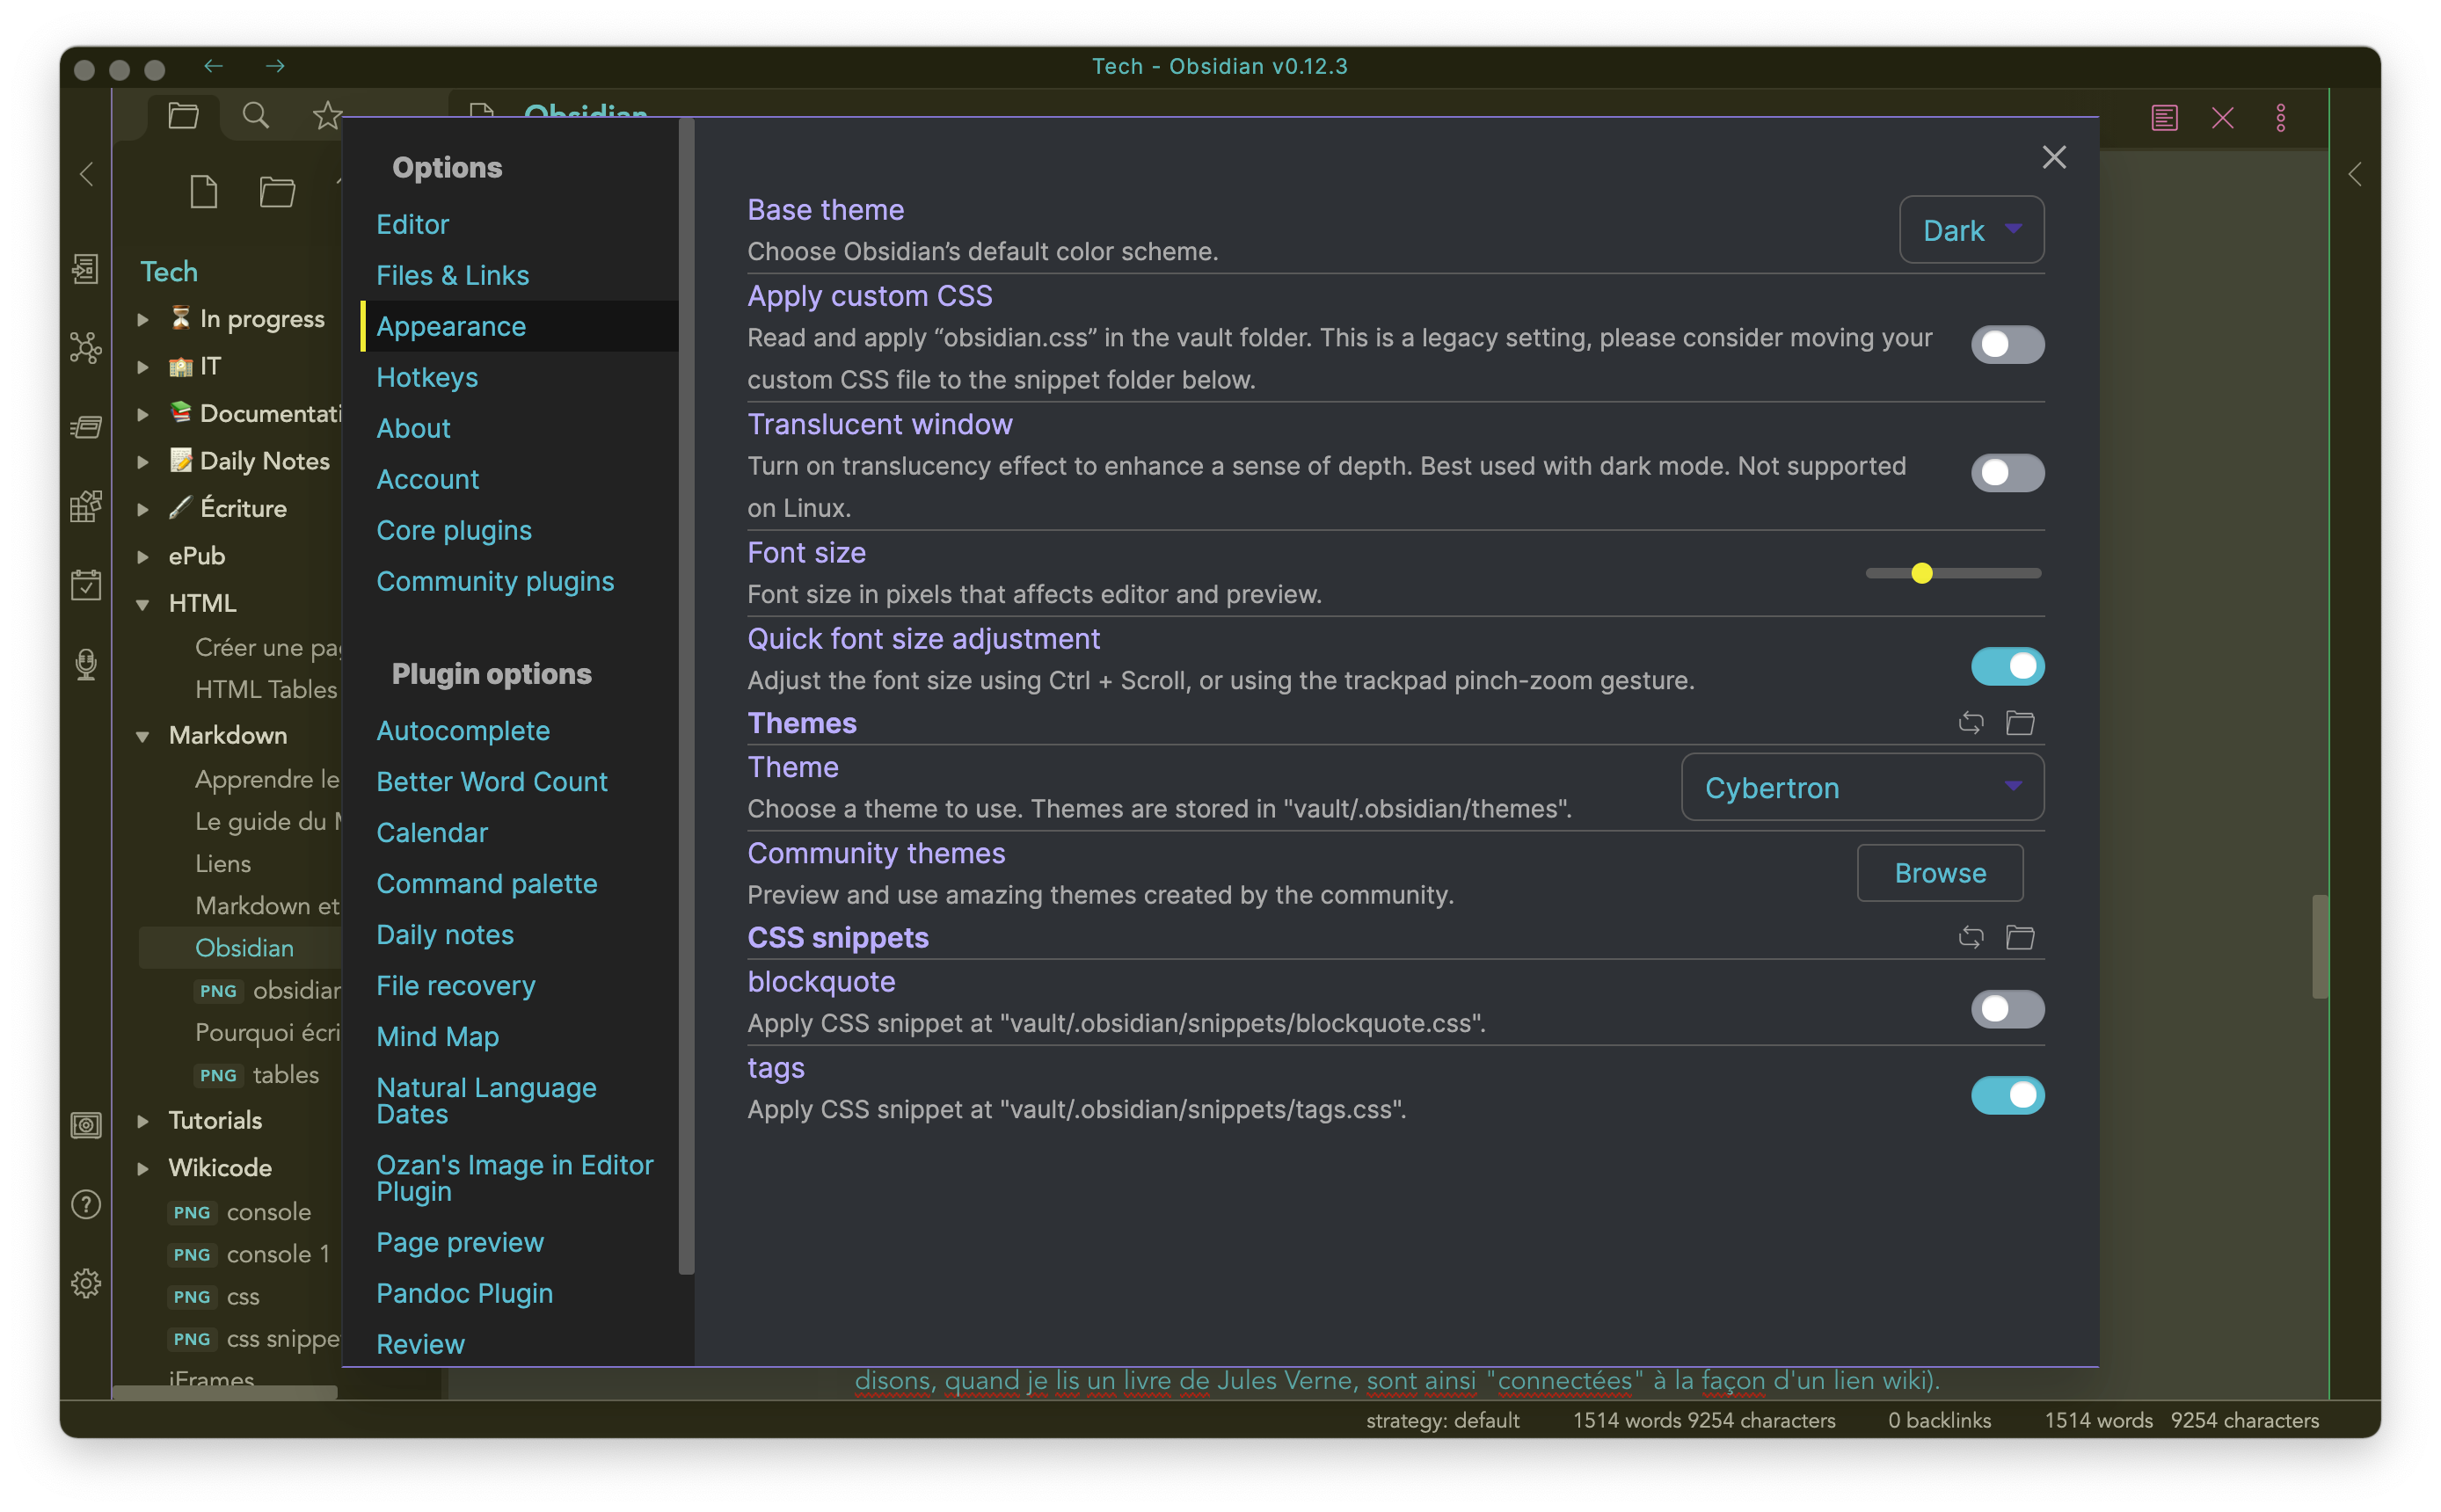 Tech - Obsidian v0.12.3
Obsidian
Tech
In progress
IT
Documentati
Daily Notes
Écriture
ePub
HTML
Créer une pag
HTML Tables
Markdown
Apprendre le
Le guide du M
Liens
Markdown et
Obsidian
PNG obsidian
Pourquoi écri
PNG tables
Tutorials
Wikicode
PNG console
PNG console 1
PNG css
PNG css snippet
iFrames
Options
Editor
Files & Links
Appearance
Hotkeys
About
Account
Core plugins
Community plugins
Plugin options
Autocomplete
Better Word Count
Calendar
Command palette
Daily notes
File recovery
Mind Map
Natural Language
Dates
Ozan's Image in Editor
Plugin
Page preview
Pandoc Plugin
Review
Base theme
Choose Obsidian’s default color scheme.
Dark
Apply custom CSS
Read and apply “obsidian.css” in the vault folder. This is a legacy setting, please consider moving your
custom CSS file to the snippet folder below.
Translucent window
Turn on translucency effect to enhance a sense of depth. Best used with dark mode. Not supported
on Linux.
Font size
Font size in pixels that affects editor and preview.
Quick font size adjustment
Adjust the font size using Ctrl + Scroll, or using the trackpad pinch-zoom gesture.
Themes
Theme
Choose a theme to use. Themes are stored in "vault/.obsidian/themes".
Cybertron
Community themes
Preview and use amazing themes created by the community.
Browse
CSS snippets
blockquote
Apply CSS snippet at "vault/.obsidian/snippets/blockquote.css".
tags
Apply CSS snippet at "vault/.obsidian/snippets/tags.css".
disons, quand je lis un livre de Jules Verne, sont ainsi "connectées" à la façon d'un lien wiki).
strategy: default 1514 words 9254 characters 0 backlinks 1514 words 9254 characters